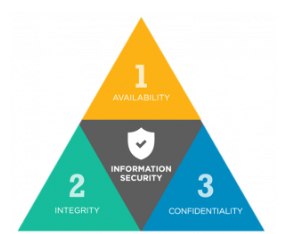 1
AVAILABILITY
INFORMATION
SECURITY
2
INTEGRITY
3
CONFIDENTIALITY